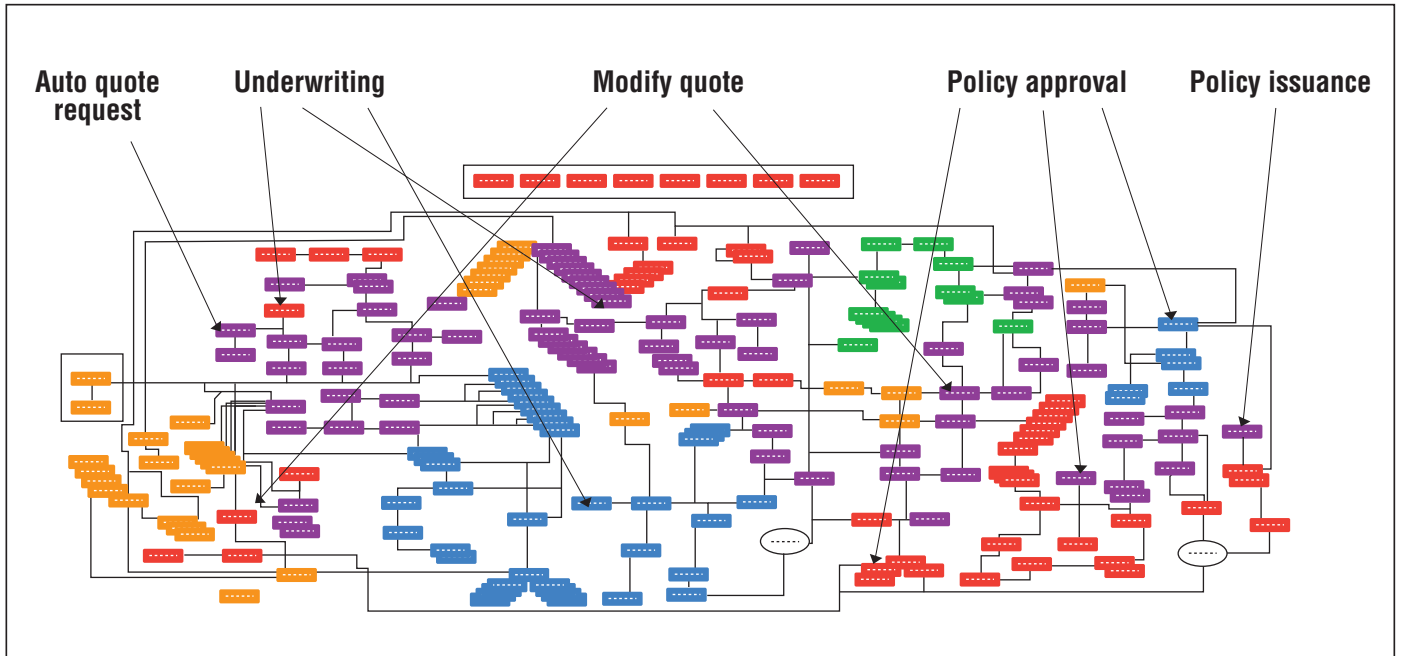 Auto quote
request
Underwriting
Modify quote
Policy approval
Policy issuance